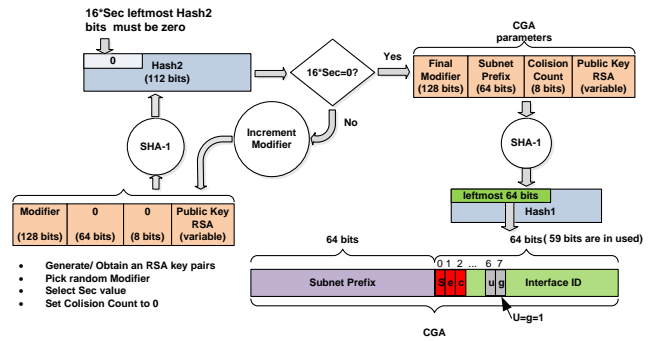 16*Sec leftmost Hash2
bits must be zero
0
Hash2
(112 bits)
16*Sec=0?
Yes
No
Increment
Modifier
SHA-1
Modifier
(128 bits)
0
(64 bits)
0
(8 bits)
Public Key
RSA
(variable)
• Generate/ Obtain an RSA key pairs
• Pick random Modifier
• Select Sec value
• Set Colision Count to 0
CGA
parameters
Final
Modifier
(128 bits)
Subnet
Prefix
(64 bits)
Colision
Count
(8 bits)
Public Key
RSA
(variable)
SHA-1
leftmost 64 bits
Hash1
64 bits
64 bits( 59 bits are in used)
0 1 2 ... 6 7
Subnet Prefix
S e c
u g
Interface ID
U=g=1
CGA